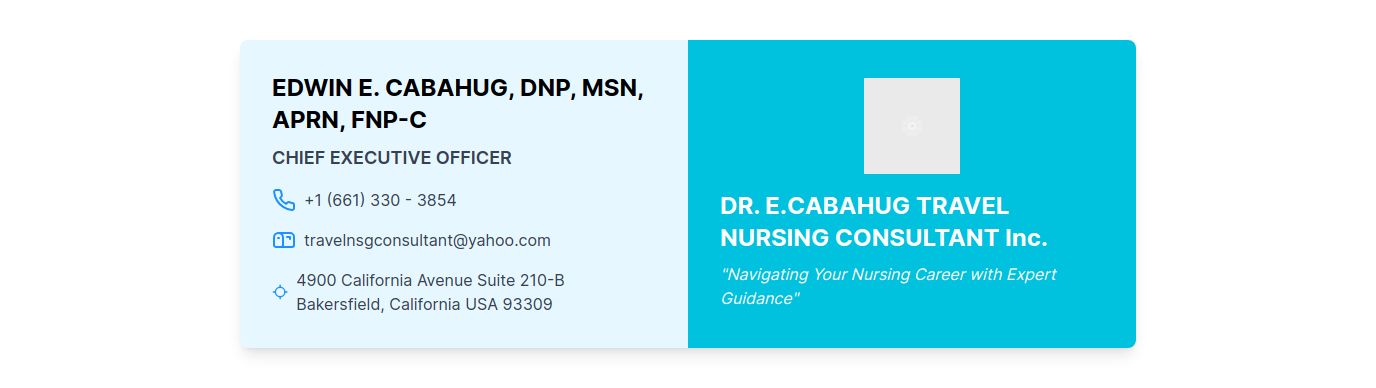 EDWIN E. CABAHUG, DNP, MSN,
APRN, FNP-C
CHIEF EXECUTIVE OFFICER
+1 (661) 330 - 3854
travelnsgconsultant@yahoo.com
4900 California Avenue Suite 210-B
Bakersfield, California USA 93309
DR. E.CABAHUG TRAVEL
NURSING CONSULTANT Inc.
"Navigating Your Nursing Career with Expert
Guidance"